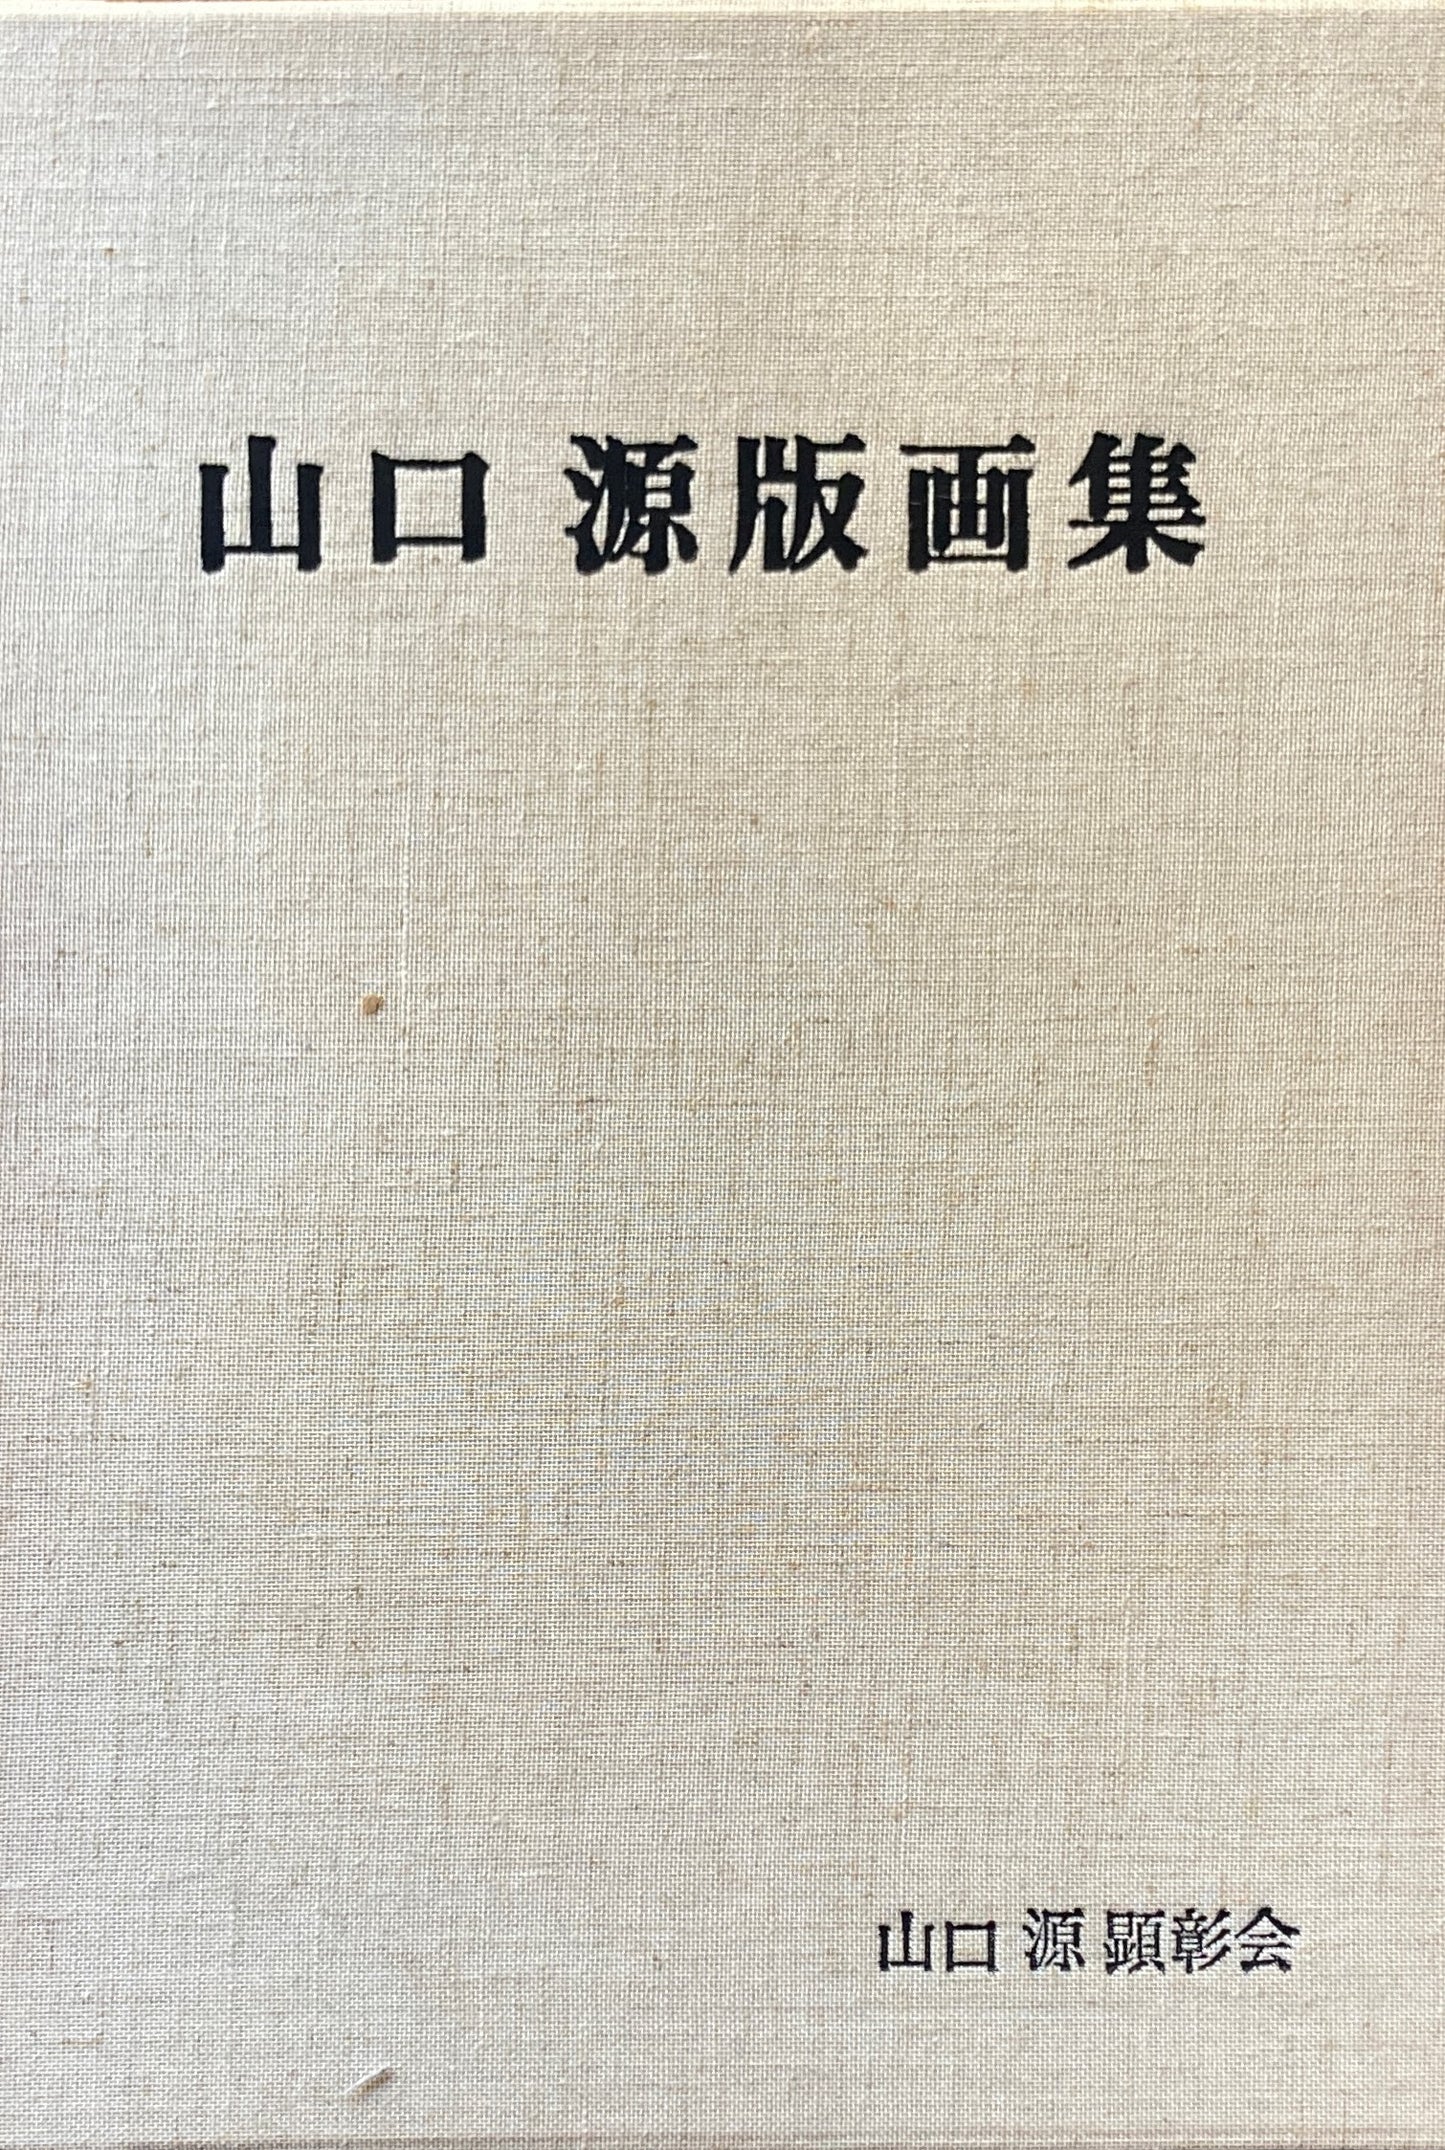 山口 源版画集
山口 源 顕彰会